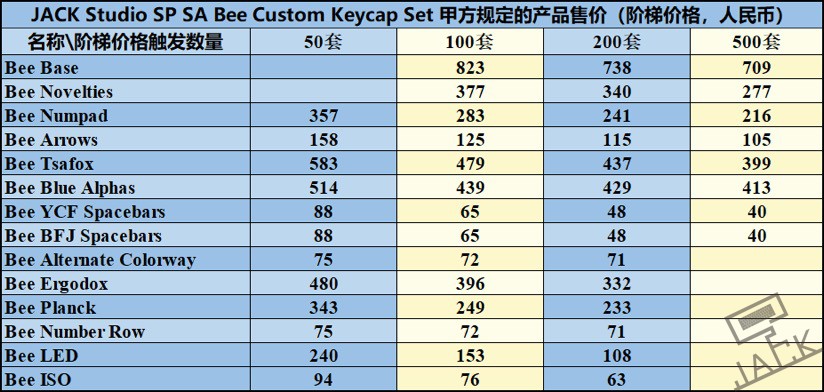 JACK Studio SP SA Bee Custom Keycap Set 甲方规定的产品售价（阶梯价格，人民币）
名称\阶梯价格触发数量 50套 100套 200套 500套
Bee Base 823 738 709
Bee Novelties 377 340 277
Bee Numpad 357 283 241 216
Bee Arrows 158 125 115 105
Bee Tsafox 583 479 437 399
Bee Blue Alphas 514 439 429 413
Bee YCF Spacebars 88 65 48 40
Bee BFJ Spacebars 88 65 48 40
Bee Alternate Colorway 75 72 71
Bee Ergodox 480 396 332
Bee Planck 343 249 233
Bee Number Row 75 72 71
Bee LED 240 153 108
Bee ISO 94 76 63
JACK